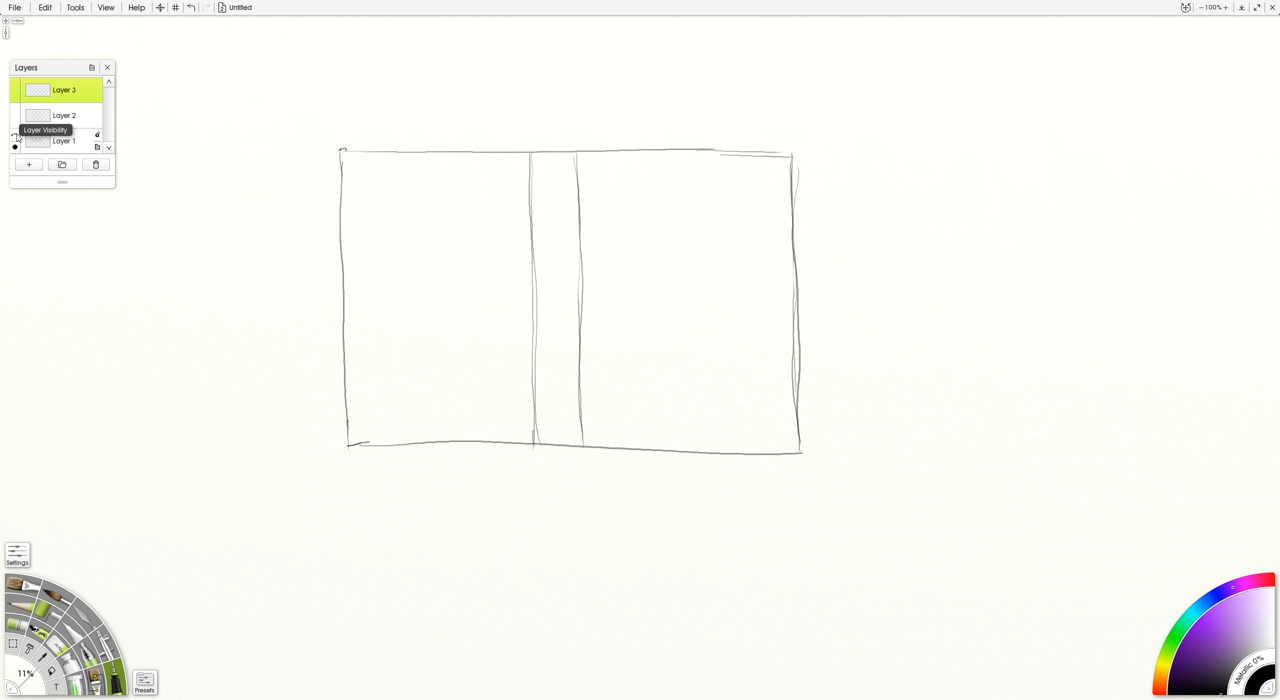 File Edit Tools View Help Untitled − 100% +
Layers
Layer 3
Layer 2
Layer Visibility
Layer 1
+
Settings
11%
T
Presets
Metallic 0%